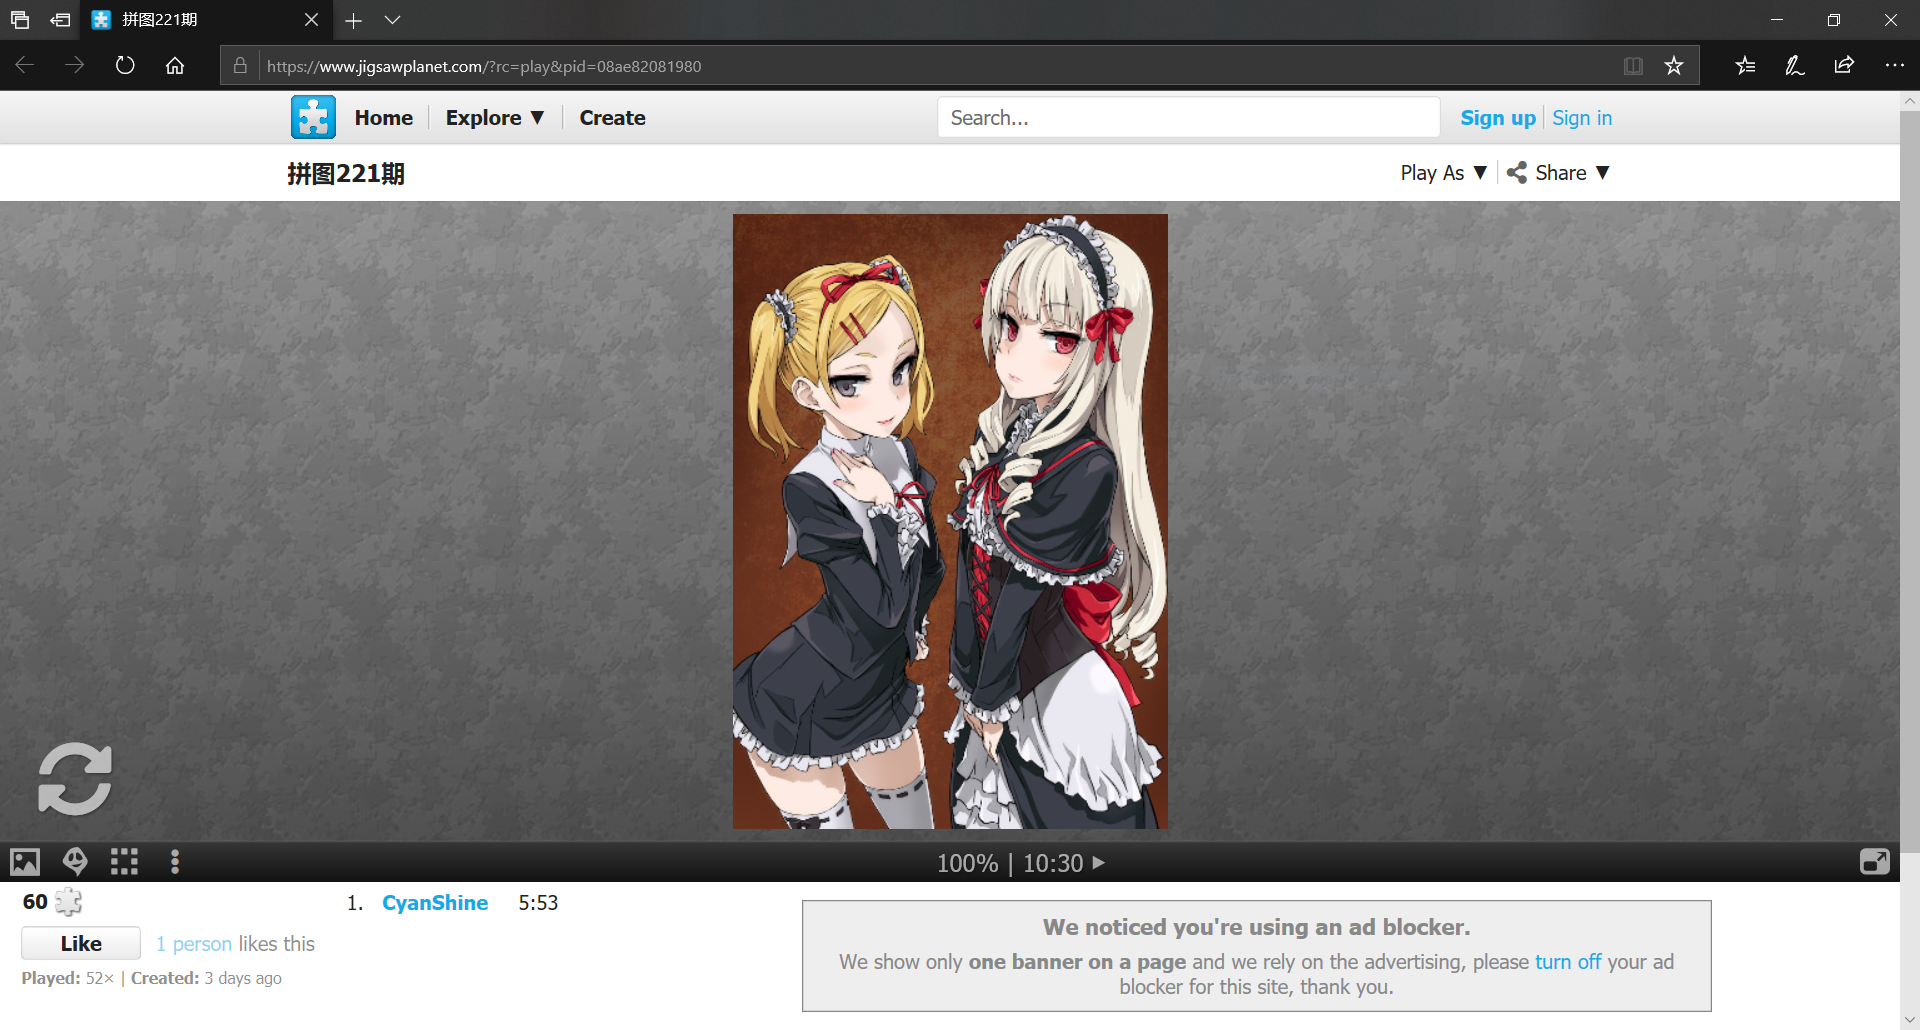 拼图221期
https://www.jigsawplanet.com/?rc=play&pid=08ae82081980
Home
Explore ▼
Create
Search...
Sign up
Sign in
拼图221期
Play As ▼
Share ▼
100% | 10:30 ▶
60
1. CyanShine 5:53
Like
1 person likes this
Played: 52× | Created: 3 days ago
We noticed you're using an ad blocker.
We show only one banner on a page and we rely on the advertising, please turn off your ad
blocker for this site, thank you.